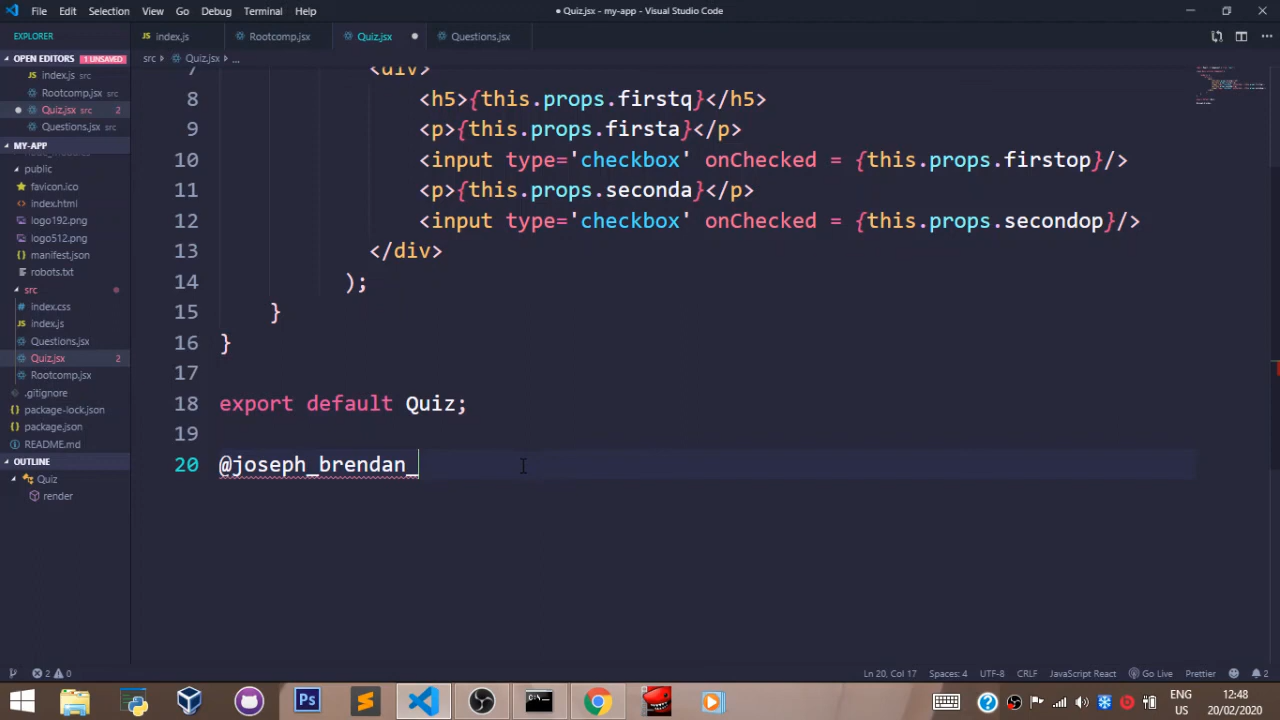 File Edit Selection View Go Debug Terminal Help ● Quiz.jsx - my-app - Visual Studio Code
EXPLORER index.js Rootcomp.jsx Quiz.jsx ● Questions.jsx
OPEN EDITORS 1 UNSAVED src > Quiz.jsx > ...
index.js src
Rootcomp.jsx src
● Quiz.jsx src 2
Questions.jsx src
MY-APP
public
favicon.ico
index.html
logo192.png
logo512.png
manifest.json
robots.txt
src
index.css
index.js
Questions.jsx
Quiz.jsx 2
Rootcomp.jsx
.gitignore
package-lock.json
package.json
README.md
OUTLINE
Quiz
render
7 <div>
8 <h5>{this.props.firstq}</h5>
9 <p>{this.props.firsta}</p>
10 <input type='checkbox' onChecked = {this.props.firstop}/>
11 <p>{this.props.seconda}</p>
12 <input type='checkbox' onChecked = {this.props.secondop}/>
13 </div>
14 );
15 }
16 }
17
18 export default Quiz;
19
20 @joseph_brendan_
2 0 Ln 20, Col 17 Spaces: 4 UTF-8 CRLF JavaScript React Go Live Prettier 2
Ps ENG 12:48
US 20/02/2020